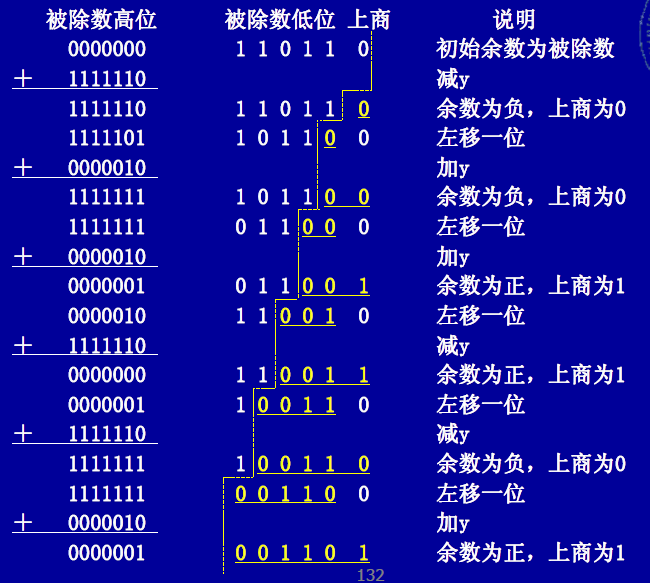 被除数高位 被除数低位 上商 说明
0000000 1 1 0 1 1 0 初始余数为被除数
＋ 1111110 减y
1111110 1 1 0 1 1 0 余数为负，上商为0
1111101 1 0 1 1 0 0 左移一位
＋ 0000010 加y
1111111 1 0 1 1 0 0 余数为负，上商为0
1111111 0 1 1 0 0 0 左移一位
＋ 0000010 加y
0000001 0 1 1 0 0 1 余数为正，上商为1
0000010 1 1 0 0 1 0 左移一位
＋ 1111110 减y
0000000 1 1 0 0 1 1 余数为正，上商为1
0000001 1 0 0 1 1 0 左移一位
＋ 1111110 减y
1111111 1 0 0 1 1 0 余数为负，上商为0
1111111 0 0 1 1 0 0 左移一位
＋ 0000010 加y
0000001 0 0 1 1 0 1 余数为正，上商为1
132